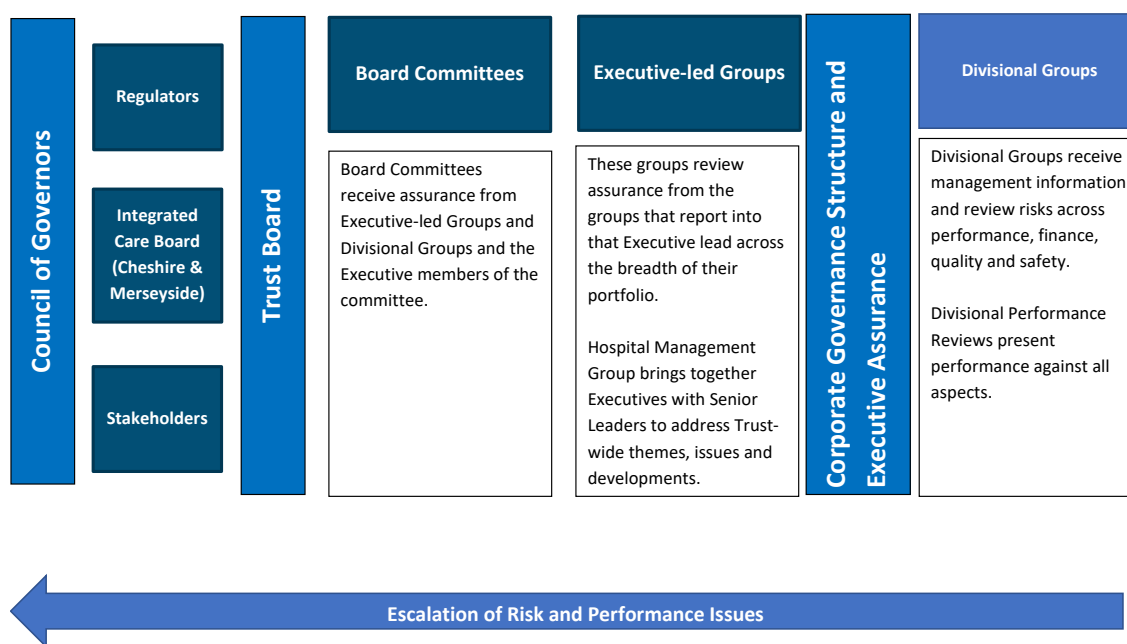 Council of Governors
Regulators
Integrated
Care Board
(Cheshire &
Merseyside)
Stakeholders
Trust Board
Board Committees
Board Committees
receive assurance from
Executive-led Groups and
Divisional Groups and the
Executive members of the
committee.
Executive-led Groups
These groups review
assurance from the
groups that report into
that Executive lead across
the breadth of their
portfolio.
Hospital Management
Group brings together
Executives with Senior
Leaders to address Trust-
wide themes, issues and
developments.
Corporate Governance Structure and
Executive Assurance
Divisional Groups
Divisional Groups receive
management information
and review risks across
performance, finance,
quality and safety.
Divisional Performance
Reviews present
performance against all
aspects.
Escalation of Risk and Performance Issues